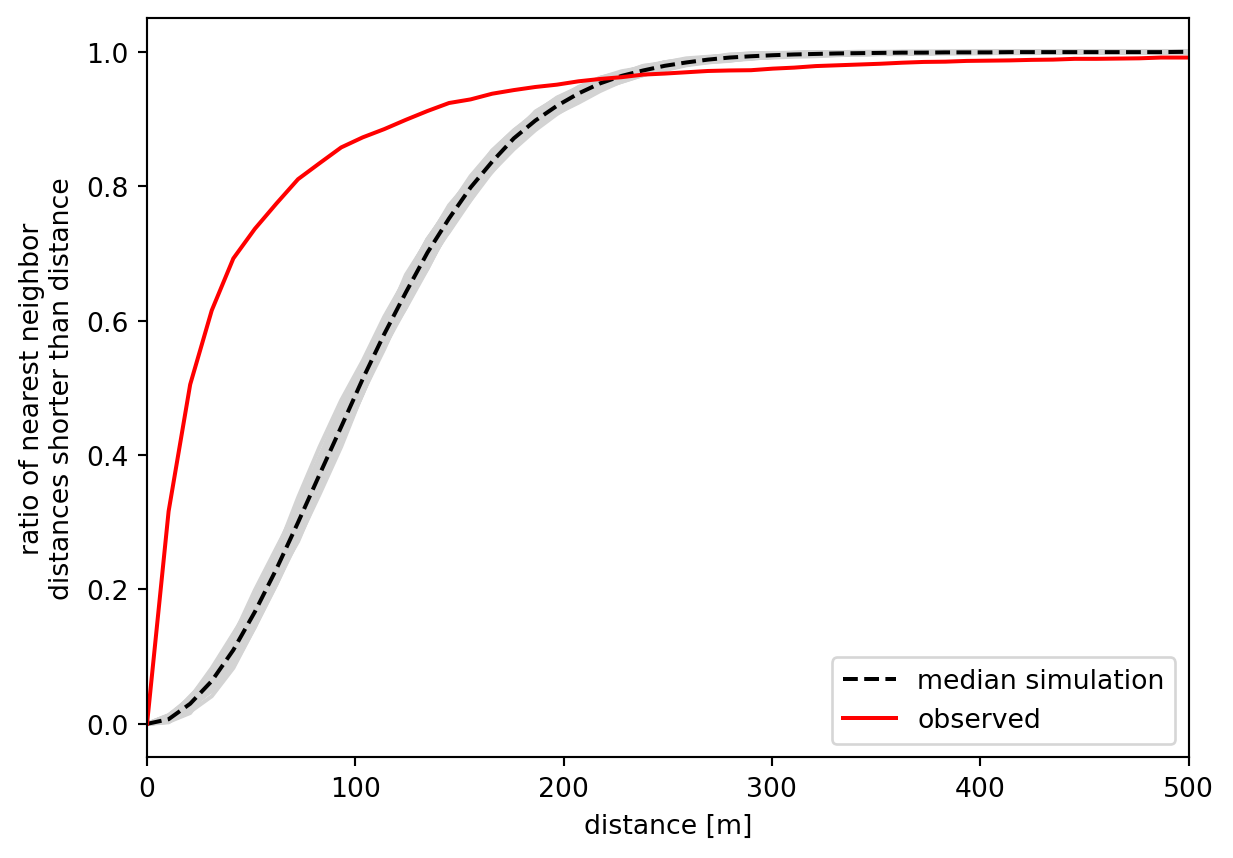 1.0
0.8
0.6
0.4
0.2
0.0
ratio of nearest neighbor
distances shorter than distance
median simulation
observed
0 100 200 300 400 500
distance [m]